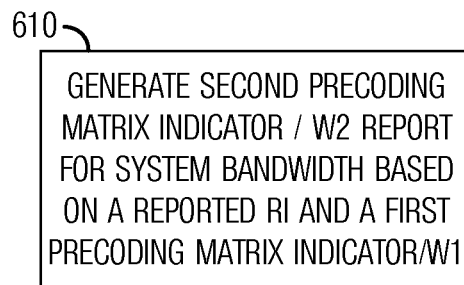 610
GENERATE SECOND PRECODING
MATRIX INDICATOR / W2 REPORT
FOR SYSTEM BANDWIDTH BASED
ON A REPORTED RI AND A FIRST
PRECODING MATRIX INDICATOR/W1